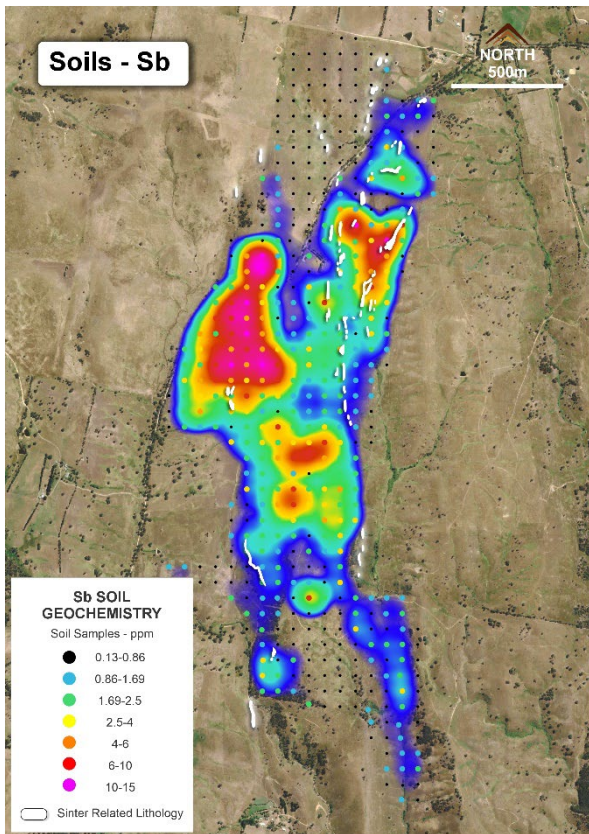 Soils - Sb
NORTH
500m
Sb SOIL
GEOCHEMISTRY
Soil Samples - ppm
0.13-0.86
0.86-1.69
1.69-2.5
2.5-4
4-6
6-10
10-15
Sinter Related Lithology